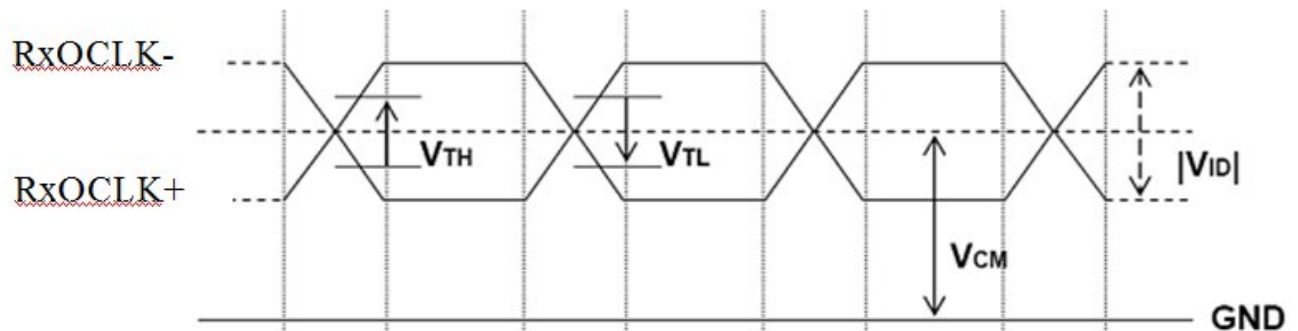 RxOCLK-
VTH
VTL
RxOCLK+
|VID|
VCM
GND